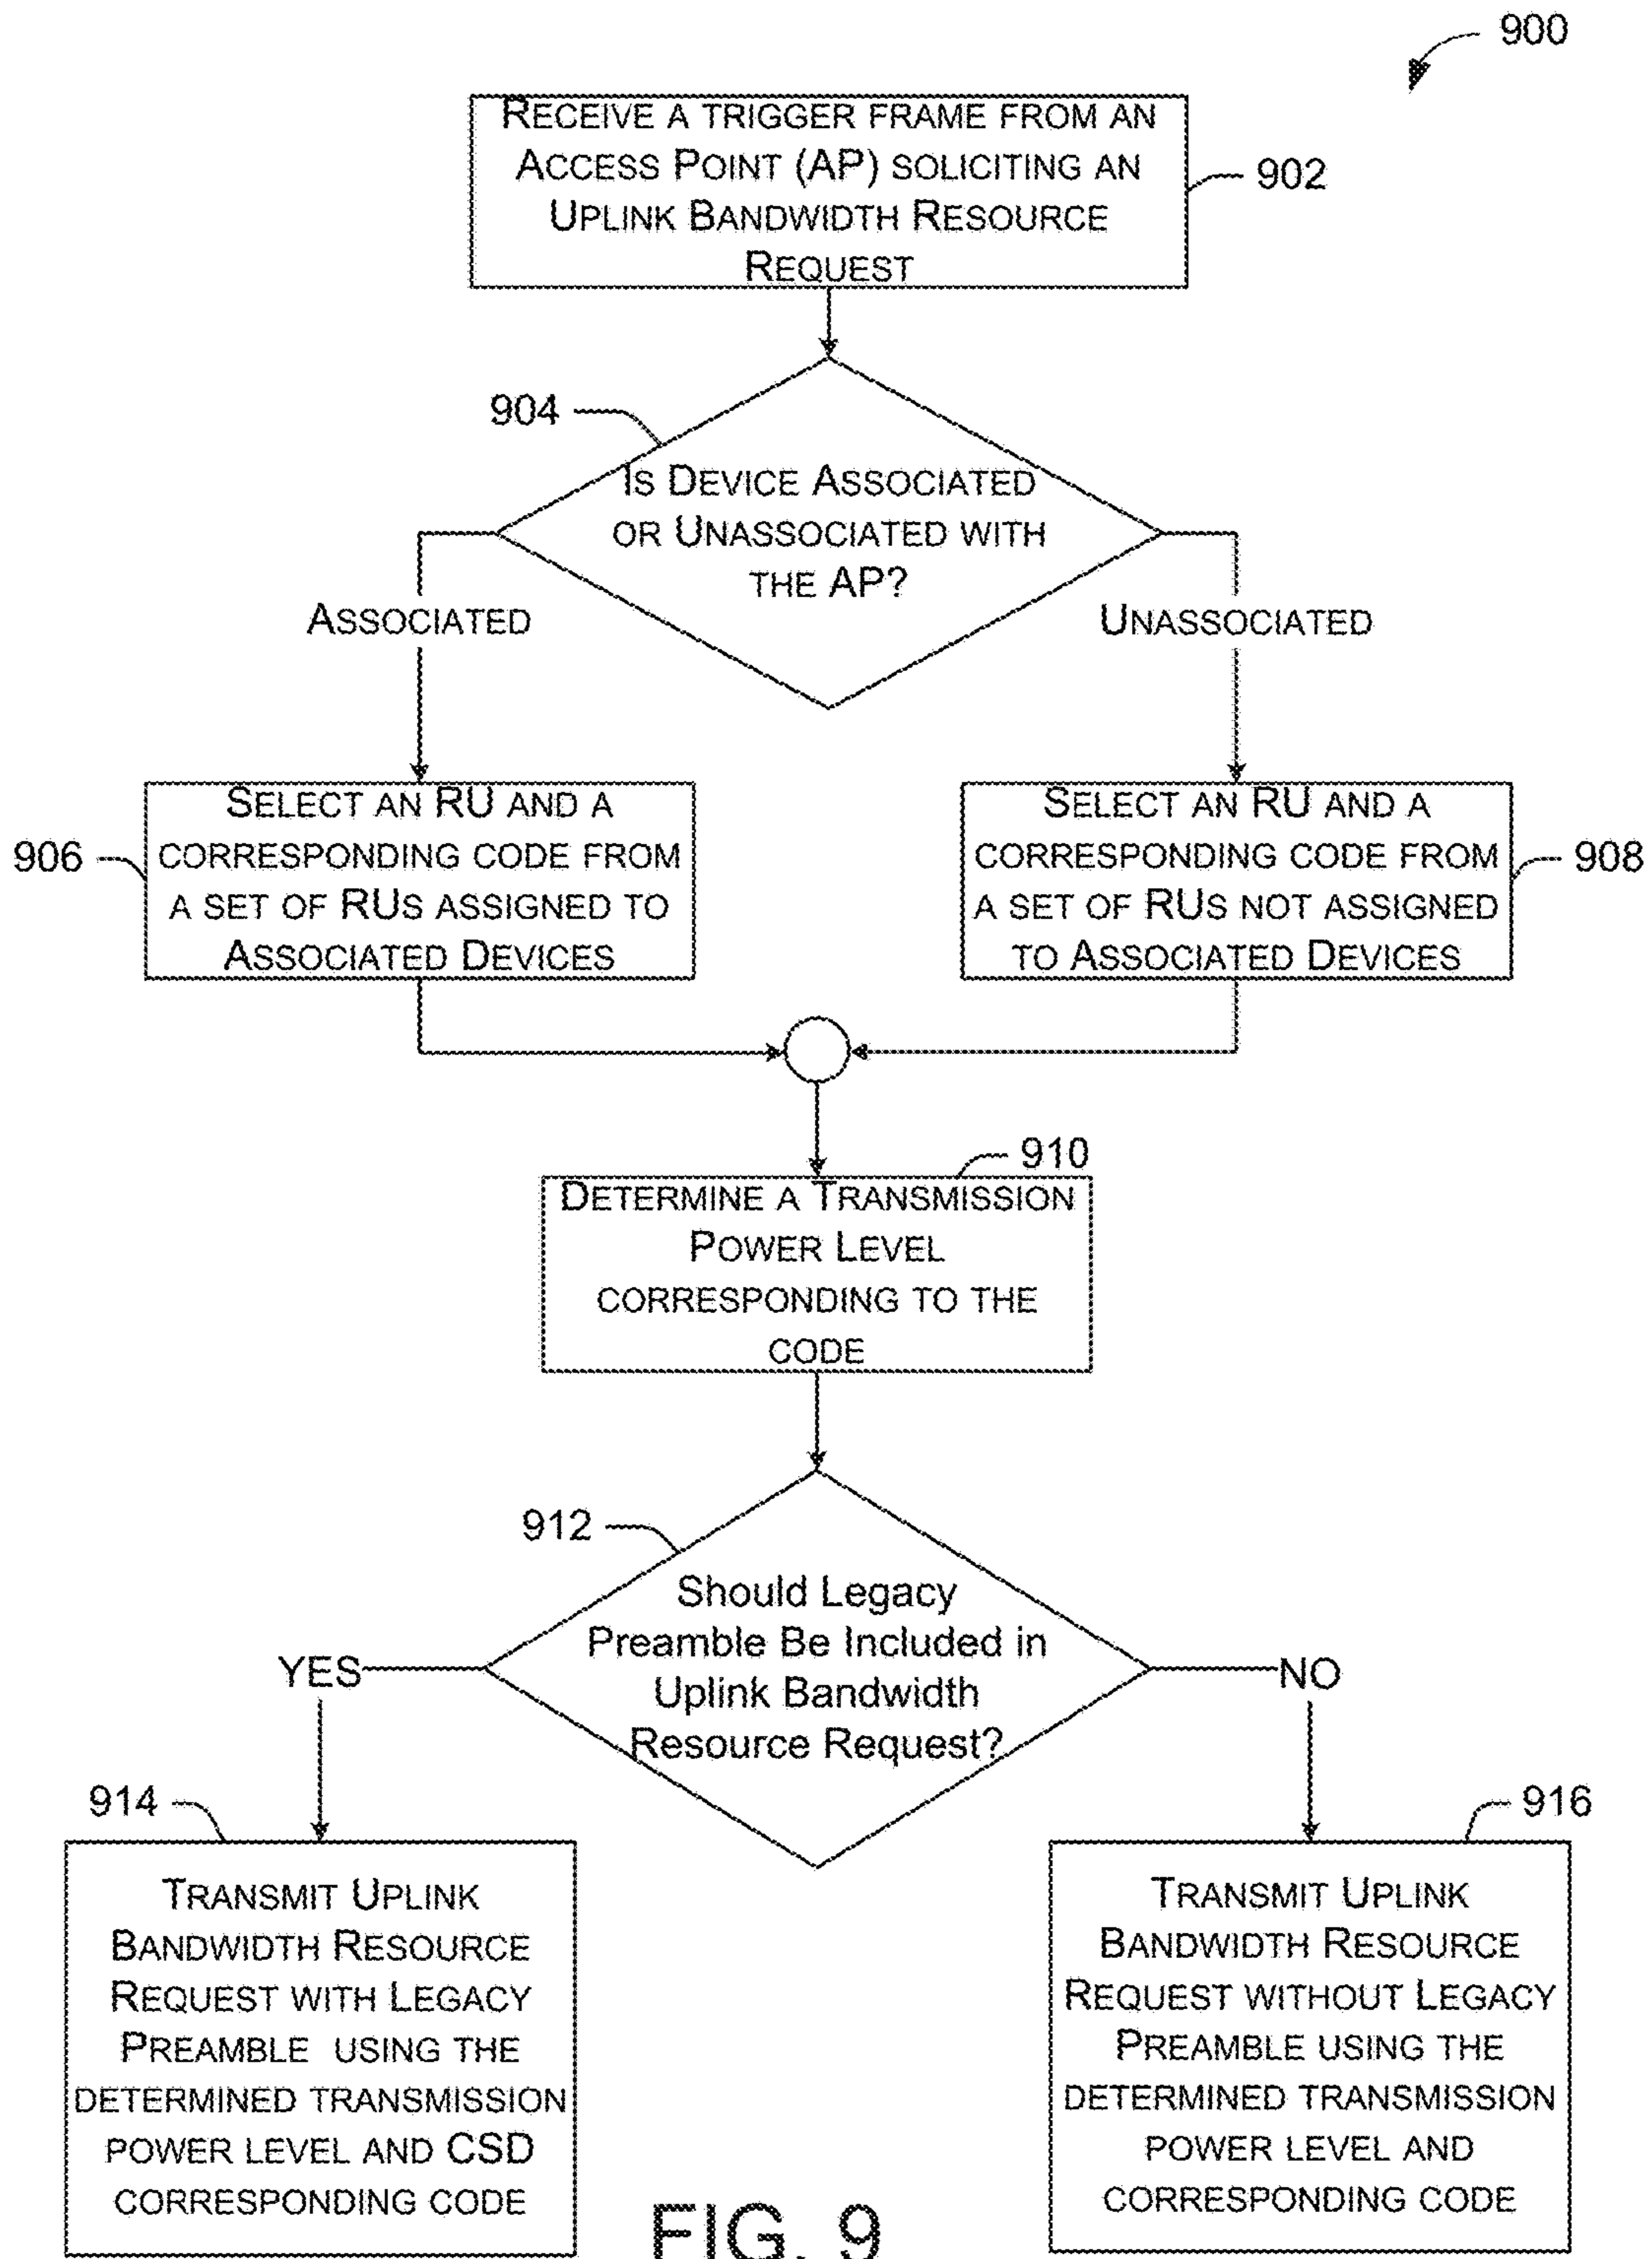 900
RECEIVE A TRIGGER FRAME FROM AN
ACCESS POINT (AP) SOLICITING AN
UPLINK BANDWIDTH RESOURCE
REQUEST
902
904
IS DEVICE ASSOCIATED
OR UNASSOCIATED WITH
THE AP?
ASSOCIATED
UNASSOCIATED
906
SELECT AN RU AND A
CORRESPONDING CODE FROM
A SET OF RUS ASSIGNED TO
ASSOCIATED DEVICES
SELECT AN RU AND A
CORRESPONDING CODE FROM
A SET OF RUS NOT ASSIGNED
TO ASSOCIATED DEVICES
908
910
DETERMINE A TRANSMISSION
POWER LEVEL
CORRESPONDING TO THE
CODE
912
Should Legacy
Preamble Be Included in
Uplink Bandwidth
Resource Request?
YES
NO
914
TRANSMIT UPLINK
BANDWIDTH RESOURCE
REQUEST WITH LEGACY
PREAMBLE USING THE
DETERMINED TRANSMISSION
POWER LEVEL AND CSD
CORRESPONDING CODE
916
TRANSMIT UPLINK
BANDWIDTH RESOURCE
REQUEST WITHOUT LEGACY
PREAMBLE USING THE
DETERMINED TRANSMISSION
POWER LEVEL AND
CORRESPONDING CODE
FIG. 9